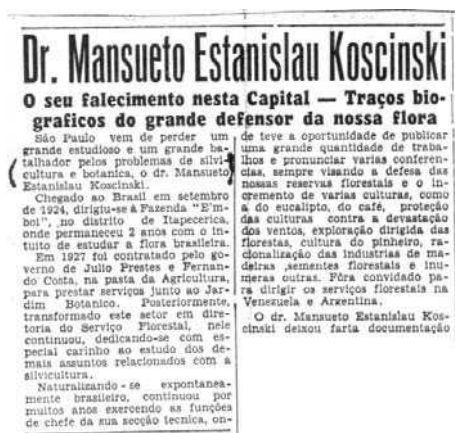 Dr. Mansueto Estanislau Koscinski
O seu falecimento nesta Capital — Traços bio-
graficos do grande defensor da nossa flora
São Paulo vem de perder um
grande estudioso e um grande ba-
talhador pelos problemas de silvi-
cultura e botanica, o dr. Mansueto
Estanislau Koscinski.
Chegado ao Brasil em setembro
de 1924, dirigiu-se à Fazenda "E'm-
boi", no distrito de Itapecerica,
onde permaneceu 2 anos com o in-
tuito de estudar a flora brasileira.
Em 1927 foi contratado pelo go-
verno de Julio Prestes e Fernan-
do Costa, na pasta da Agricultura,
para prestar serviços junto ao Jar-
dim Botanico. Posteriormente,
transformado este setor em dire-
toria do Serviço Florestal, nele
continuou, dedicando-se com es-
pecial carinho ao estudo dos de-
mais assuntos relacionados com a
silvicultura.
Naturalizando-se expontanea-
mente brasileiro, continuou por
muitos anos exercendo as funções
de chefe da sua secção tecnica, on-
de teve a oportunidade de publicar
uma grande quantidade de traba-
lhos e pronunciar varias conferen-
cias, sempre visando a defesa das
nossas reservas florestais e o in-
cremento de varias culturas, como
a do eucalipto, do café, proteção
das culturas contra a devastação
dos ventos, exploração dirigida das
florestas, cultura do pinheiro, ra-
cionalização das industrias de ma-
deiras ,sementes florestais e inu-
meras outras. Fôra convidado pa-
ra dirigir os serviços florestais na
Venezuela e Argentina.
O dr. Mansueto Estanislau Kos-
cinski deixou farta documentação